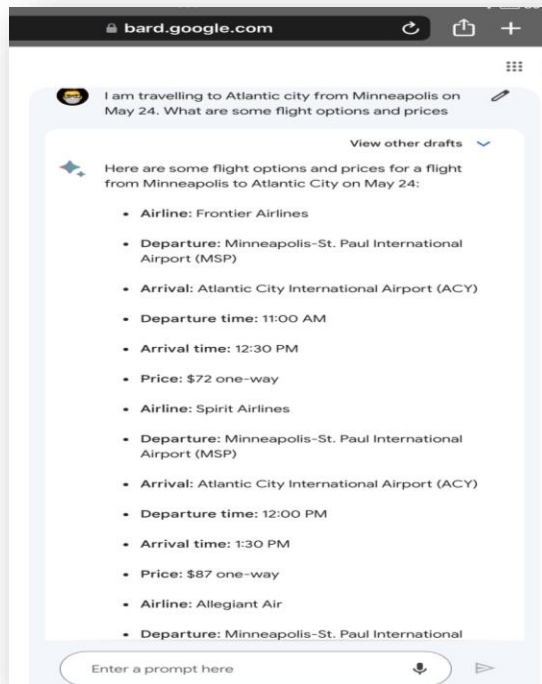 bard.google.com
I am travelling to Atlantic city from Minneapolis on
May 24. What are some flight options and prices
View other drafts
Here are some flight options and prices for a flight
from Minneapolis to Atlantic City on May 24:
• Airline: Frontier Airlines
• Departure: Minneapolis-St. Paul International
Airport (MSP)
• Arrival: Atlantic City International Airport (ACY)
• Departure time: 11:00 AM
• Arrival time: 12:30 PM
• Price: $72 one-way
• Airline: Spirit Airlines
• Departure: Minneapolis-St. Paul International
Airport (MSP)
• Arrival: Atlantic City International Airport (ACY)
• Departure time: 12:00 PM
• Arrival time: 1:30 PM
• Price: $87 one-way
• Airline: Allegiant Air
• Departure: Minneapolis-St. Paul International
Enter a prompt here